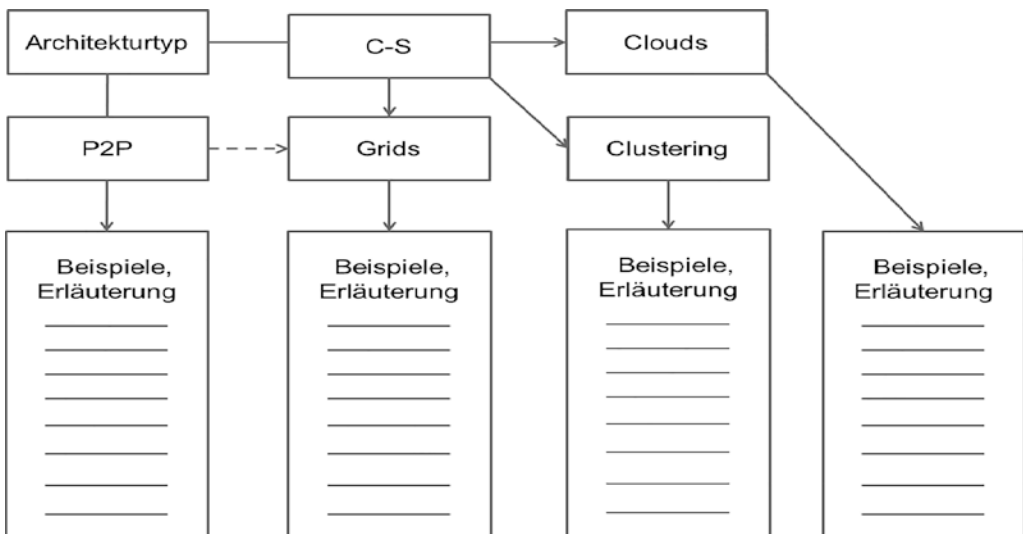 Architekturtyp
C-S
Clouds
P2P
Grids
Clustering
Beispiele,
Erläuterung
Beispiele,
Erläuterung
Beispiele,
Erläuterung
Beispiele,
Erläuterung